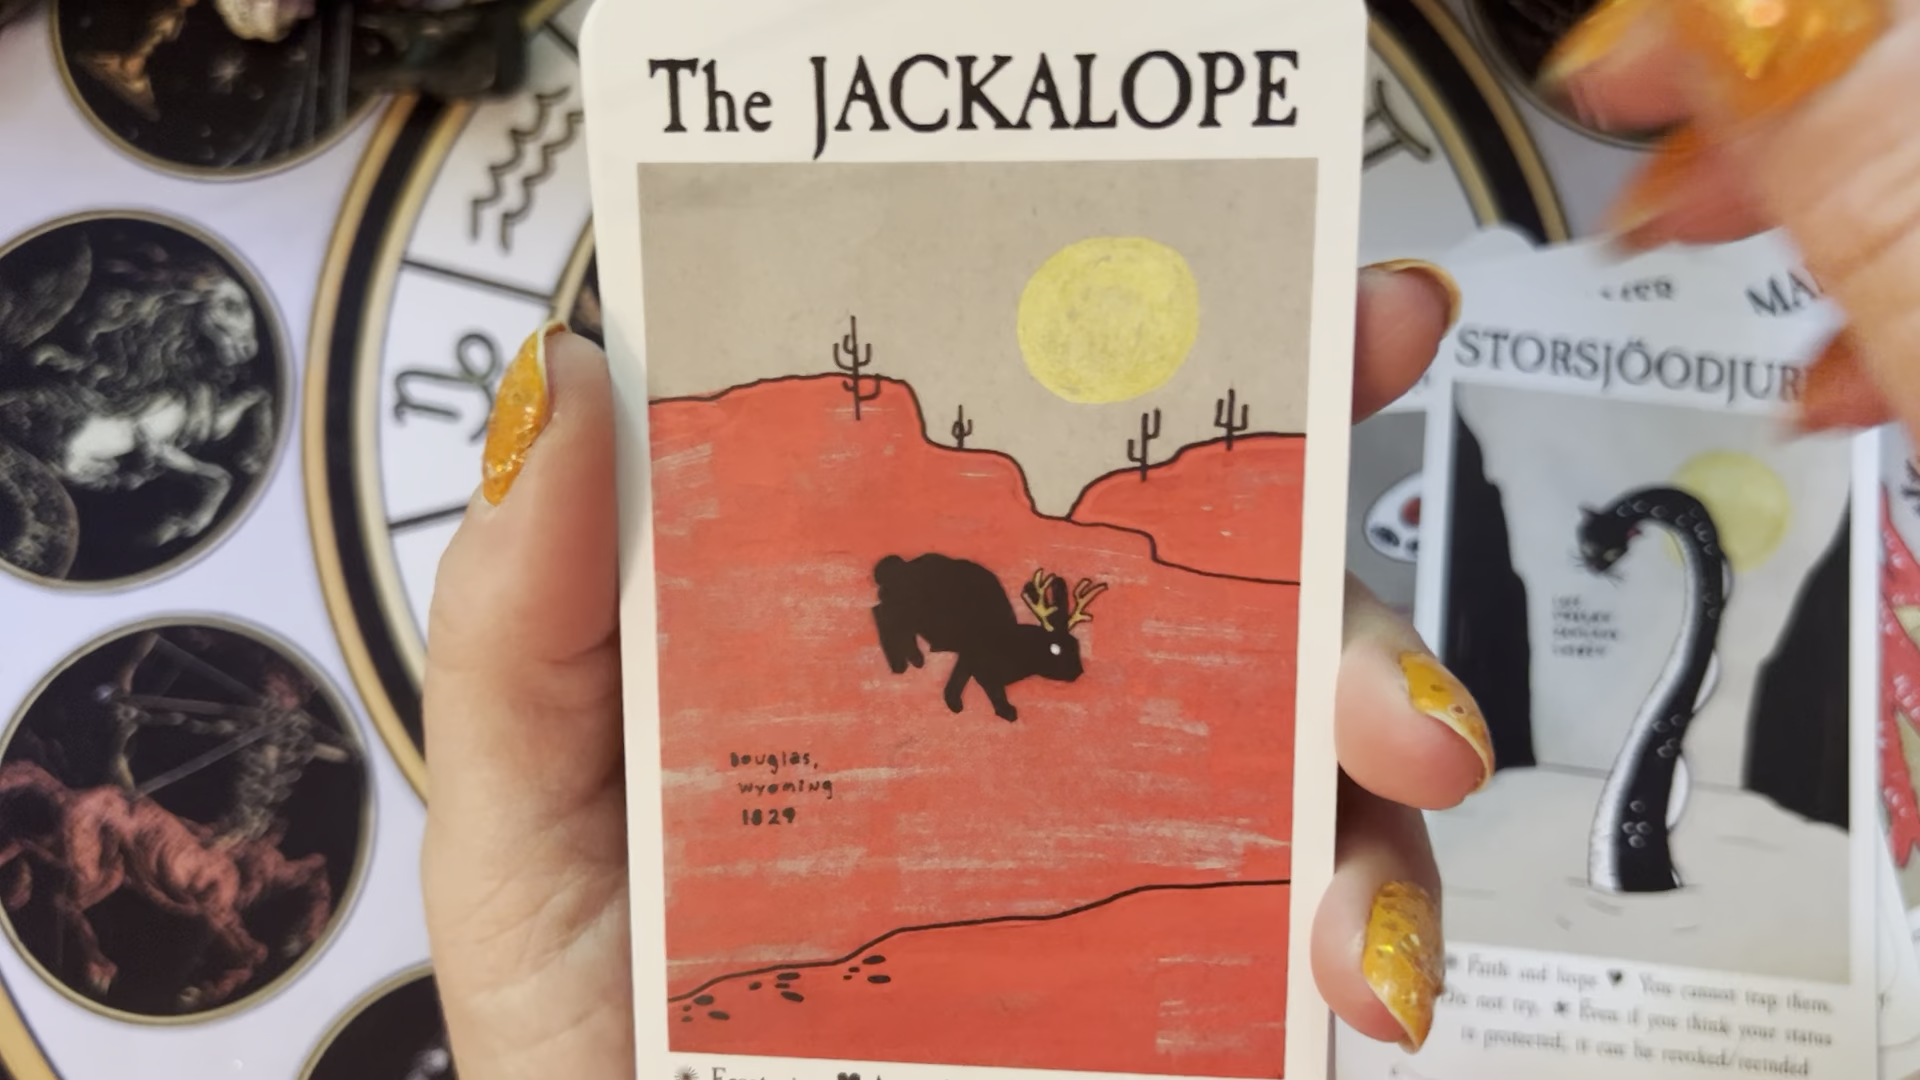 The JACKALOPE
Douglas,
Wyoming
1829
STORSJÖODJUR
Faith and hope ♥ You cannot trap them.
Do not try. ✷ Even if you think your status
is protected, it can be revoked/recinded